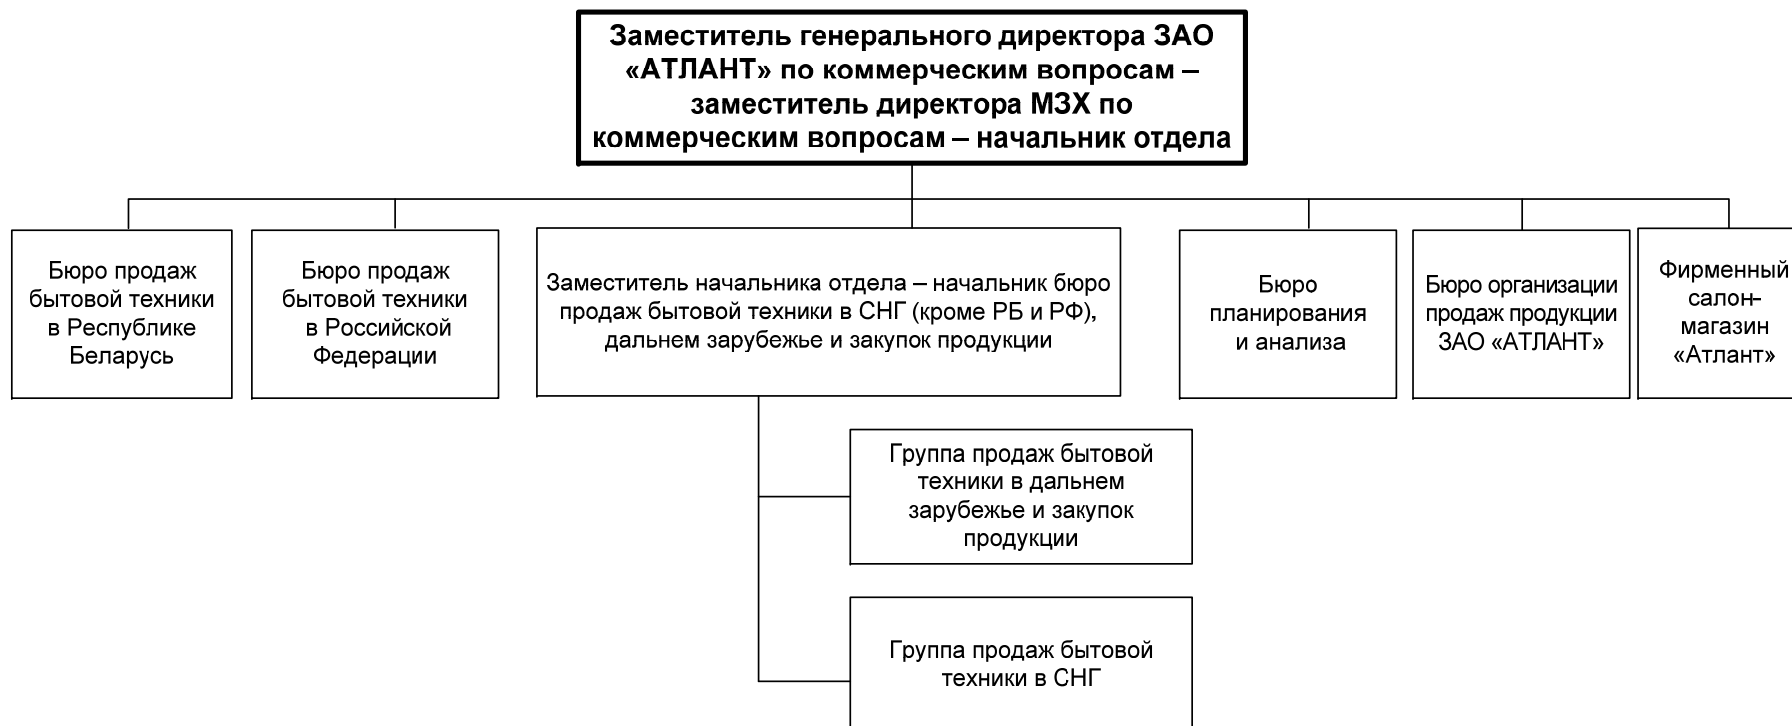 Заместитель генерального директора ЗАО
«АТЛАНТ» по коммерческим вопросам –
заместитель директора МЗХ по
коммерческим вопросам – начальник отдела
Бюро продаж
бытовой техники
в Республике
Беларусь
Бюро продаж
бытовой техники
в Российской
Федерации
Заместитель начальника отдела – начальник бюро
продаж бытовой техники в СНГ (кроме РБ и РФ),
дальнем зарубежье и закупок продукции
Бюро
планирования
и анализа
Бюро организации
продаж продукции
ЗАО «АТЛАНТ»
Фирменный
салон-
магазин
«Атлант»
Группа продаж бытовой
техники в дальнем
зарубежье и закупок
продукции
Группа продаж бытовой
техники в СНГ